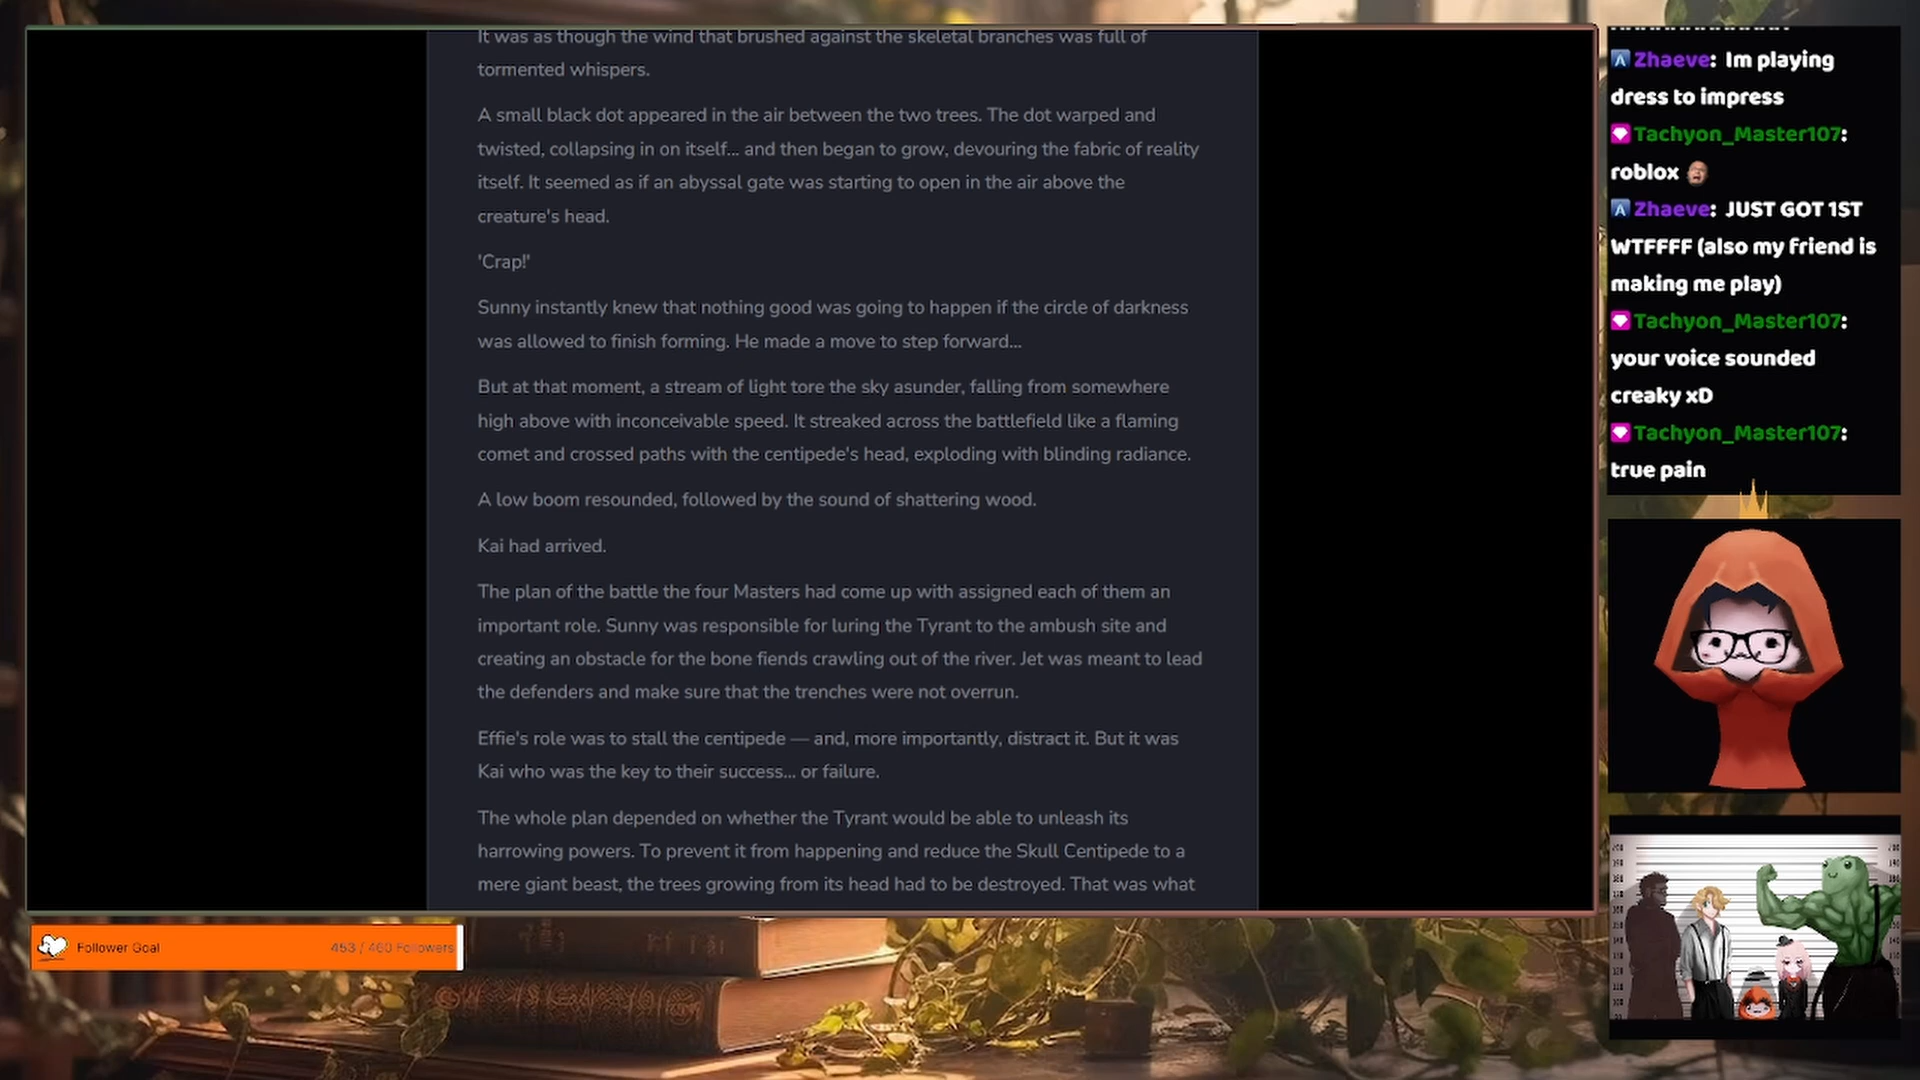 It was as though the wind that brushed against the skeletal branches was full of
tormented whispers.
A small black dot appeared in the air between the two trees. The dot warped and
twisted, collapsing in on itself... and then began to grow, devouring the fabric of reality
itself. It seemed as if an abyssal gate was starting to open in the air above the
creature's head.
'Crap!'
Sunny instantly knew that nothing good was going to happen if the circle of darkness
was allowed to finish forming. He made a move to step forward...
But at that moment, a stream of light tore the sky asunder, falling from somewhere
high above with inconceivable speed. It streaked across the battlefield like a flaming
comet and crossed paths with the centipede's head, exploding with blinding radiance.
A low boom resounded, followed by the sound of shattering wood.
Kai had arrived.
The plan of the battle the four Masters had come up with assigned each of them an
important role. Sunny was responsible for luring the Tyrant to the ambush site and
creating an obstacle for the bone fiends crawling out of the river. Jet was meant to lead
the defenders and make sure that the trenches were not overrun.
Effie's role was to stall the centipede — and, more importantly, distract it. But it was
Kai who was the key to their success... or failure.
The whole plan depended on whether the Tyrant would be able to unleash its
harrowing powers. To prevent it from happening and reduce the Skull Centipede to a
mere giant beast, the trees growing from its head had to be destroyed. That was what
Zhaeve: Im playing
dress to impress
Tachyon_Master107:
roblox
Zhaeve: JUST GOT 1ST
WTFFFF (also my friend is
making me play)
Tachyon_Master107:
your voice sounded
creaky xD
Tachyon_Master107:
true pain
Follower Goal
453 / 460 Followers